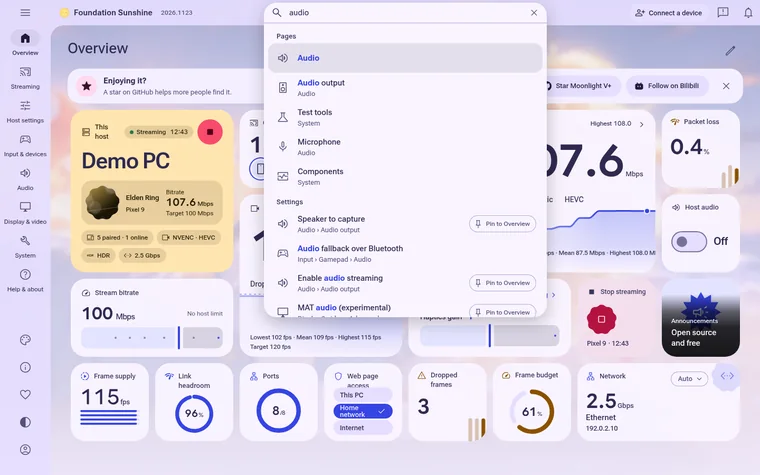 Foundation Sunshine 2026.1123
audio
Connect a device
Overview
Streaming
Host settings
Input & devices
Audio
Display & video
System
Help & about
Overview
Enjoying it?
A star on GitHub helps more people find it.
Star Moonlight V+
Follow on Bilibili
Pages
Audio
Audio output
Audio
Test tools
System
Microphone
Audio
Components
System
Settings
Speaker to capture
Audio › Audio output
Pin to Overview
Audio fallback over Bluetooth
Input › Gamepad › Audio
Enable audio streaming
Audio › Audio output
Pin to Overview
MAT audio (experimental)
Pin to Overview
This host
Streaming 12:43
Demo PC
Elden Ring
Pixel 9
Bitrate
107.6 Mbps
Target 100 Mbps
5 paired · 1 online
NVENC · HEVC
HDR
2.5 Gbps
Highest 108.0
07.6 Mbps
HEVC
· Mean 87.5 Mbps · Highest 108.0 M
Packet loss
0.4%
Host audio
Off
Stream bitrate
100 Mbps
No host limit
Lowest 102 fps · Mean 109 fps · Highest 115 fps
Target 120 fps
Stop streaming
Pixel 9 · 12:43
Announcements
Open source and free
Frame supply
115 fps
Link headroom
96%
Ports
8/8
Web page access
This PC
Home network
Internet
Dropped frames
3
Frame budget
61%
Network
Auto
2.5 Gbps
Ethernet
192.0.2.10